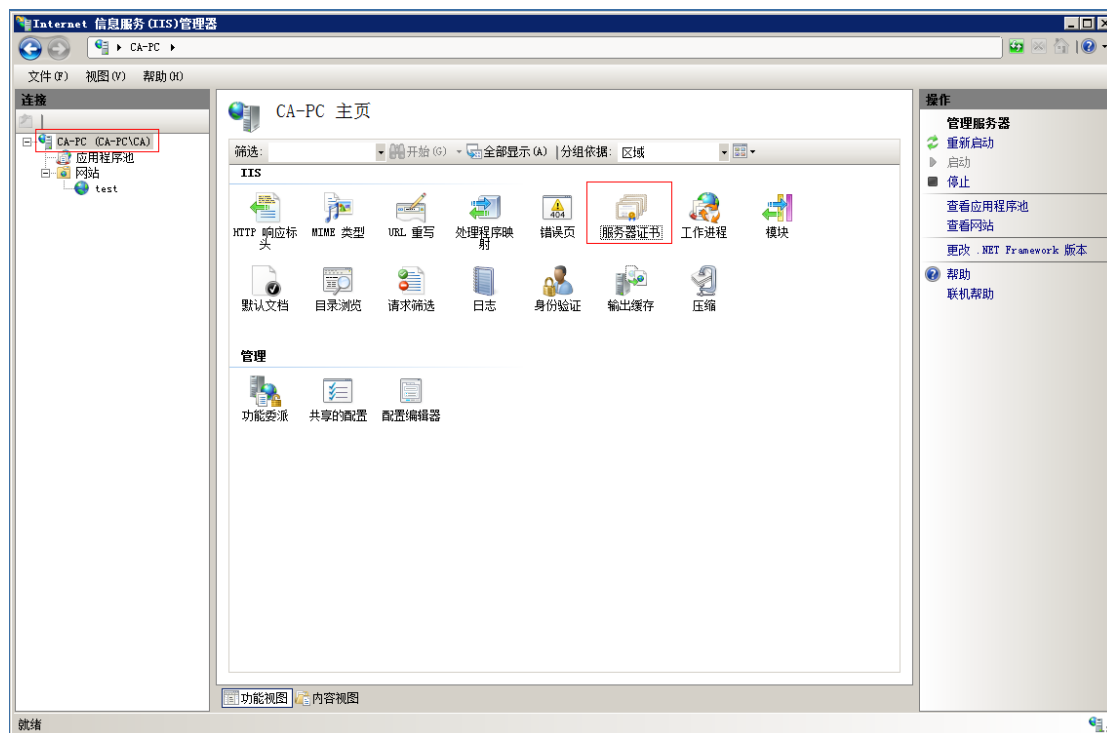 Internet 信息服务(IIS)管理器
CA-PC
文件(F) 视图(V) 帮助(H)
连接
CA-PC (CA-PC\CA)
应用程序池
网站
test
CA-PC 主页
筛选: 开始(G) 全部显示(A) 分组依据: 区域
IIS
HTTP 响应标头
MIME 类型
URL 重写
处理程序映射
404
错误页
服务器证书
工作进程
模块
默认文档
目录浏览
请求筛选
日志
身份验证
输出缓存
压缩
管理
功能委派
共享的配置
配置编辑器
功能视图 内容视图
操作
管理服务器
重新启动
启动
停止
查看应用程序池
查看网站
更改 .NET Framework 版本
帮助
联机帮助
就绪